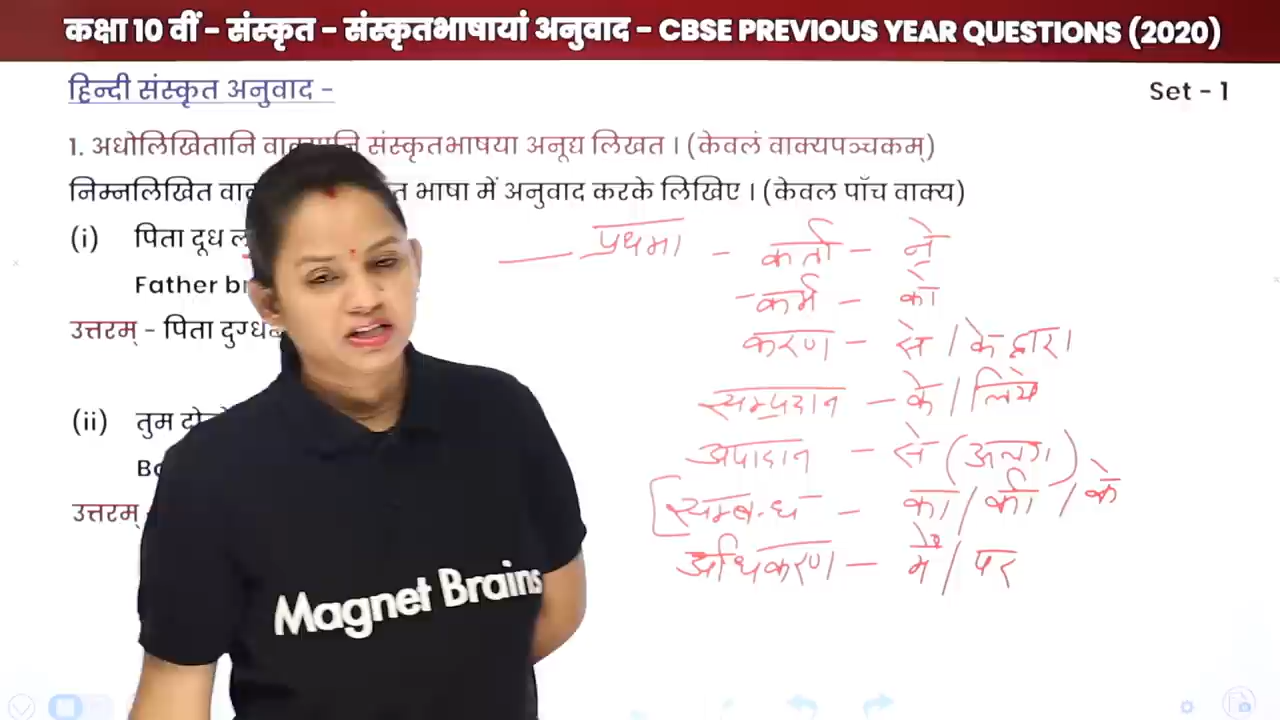 कक्षा 10 वीं - संस्कृत - संस्कृतभाषायां अनुवाद - CBSE PREVIOUS YEAR QUESTIONS (2020)
हिन्दी संस्कृत अनुवाद -
Set - 1
1. अधोलिखितानि संस्कृतभाषया अनूद्य लिखत । (केवलं वाक्यपञ्चकम्)
निम्नलिखित भाषा में अनुवाद करके लिखिए । (केवल पाँच वाक्य)
(i) पिता दूध
Father
उत्तरम् - पिता
(ii) तुम
उत्तरम्
प्रथमा - कर्ता - ने
- कर्म - को
करण - से / के द्वारा
सम्प्रदान - के / लिये
अपादान - से (अलग)
[सम्बन्ध - का / की / के
अधिकरण - में / पर
Magnet Brains